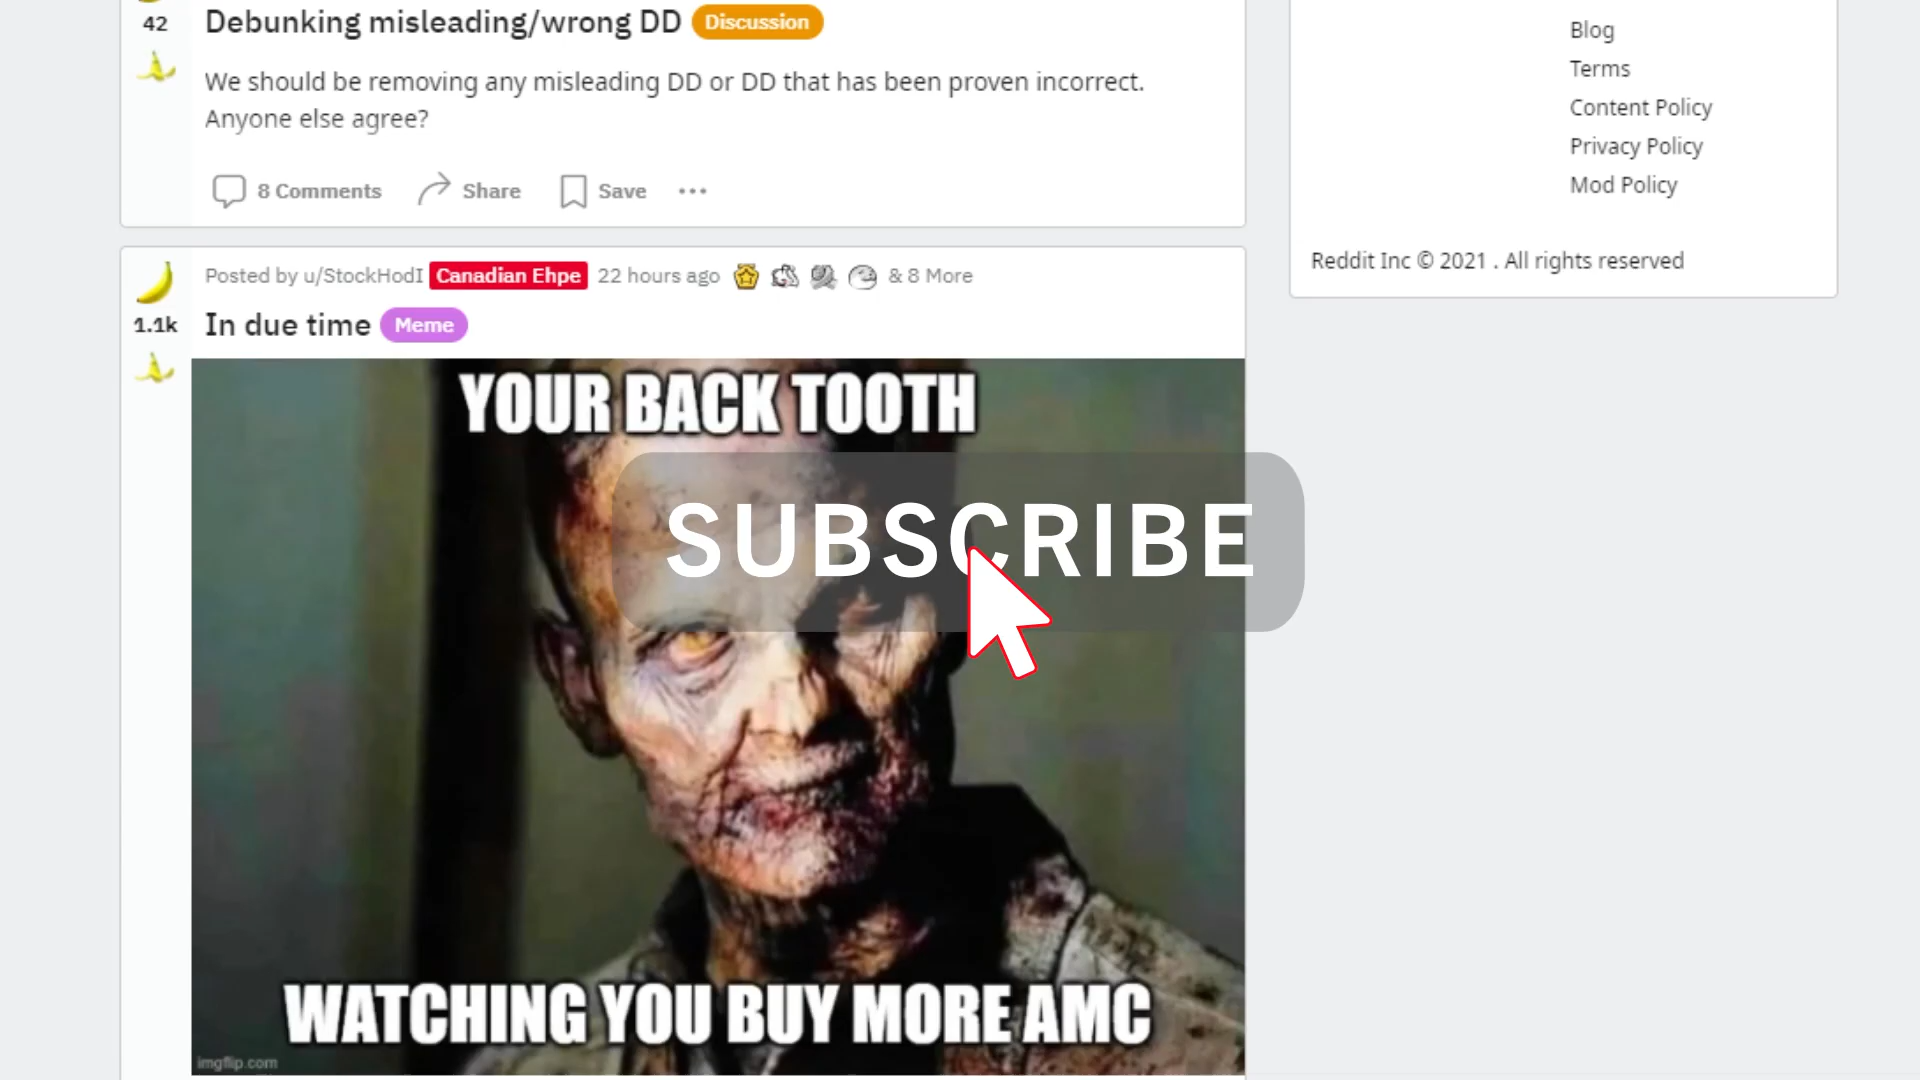 42
Debunking misleading/wrong DD Discussion
We should be removing any misleading DD or DD that has been proven incorrect.
Anyone else agree?
8 Comments Share Save
Posted by u/StockHodI Canadian Ehpe 22 hours ago & 8 More
1.1k
In due time Meme
YOUR BACK TOOTH
SUBSCRIBE
WATCHING YOU BUY MORE AMC
imgflip.com
Blog
Terms
Content Policy
Privacy Policy
Mod Policy
Reddit Inc © 2021 . All rights reserved